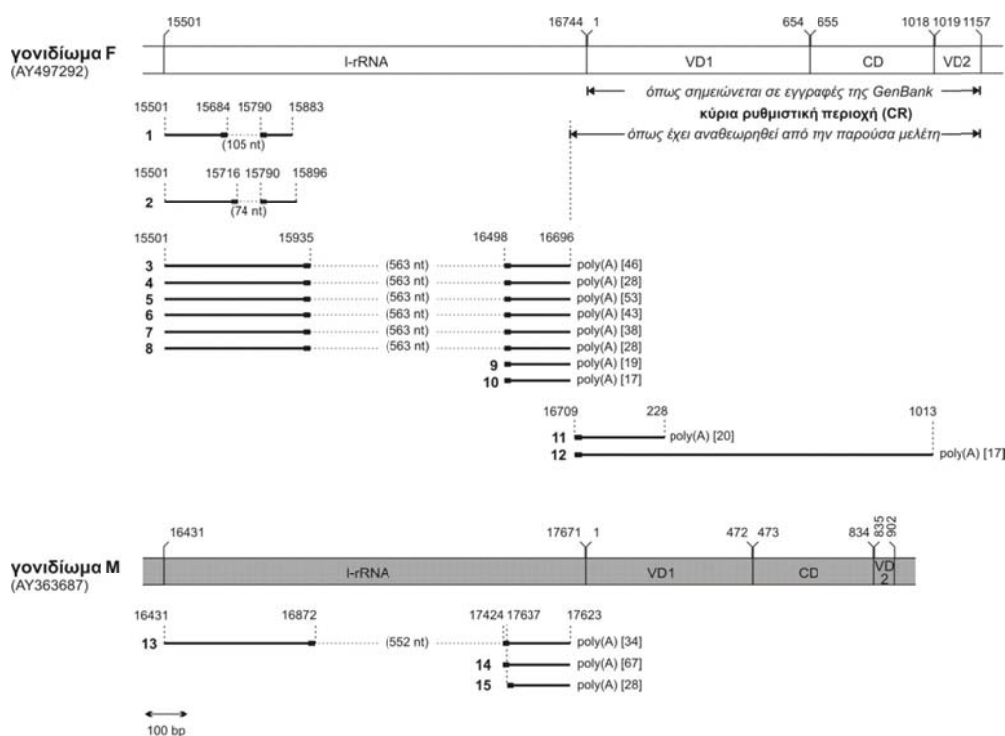 15501 16744 1 654 655 1018 1019 1157
γονιδίωμα F
(AY497292)
l-rRNA VD1 CD VD2
όπως σημειώνεται σε εγγραφές της GenBank
κύρια ρυθμιστική περιοχή (CR)
όπως έχει αναθεωρηθεί από την παρούσα μελέτη
15501 15684 15790 15883
1 (105 nt)
15501 15716 15790 15896
2 (74 nt)
15501 15935 16498 16696
3 (563 nt) poly(A) [46]
4 (563 nt) poly(A) [28]
5 (563 nt) poly(A) [53]
6 (563 nt) poly(A) [43]
7 (563 nt) poly(A) [38]
8 (563 nt) poly(A) [28]
9 poly(A) [19]
10 poly(A) [17]
16709 228 1013
11 poly(A) [20]
12 poly(A) [17]
16431 17671 1 472 473 834 835 902
γονιδίωμα M
(AY363687)
l-rRNA VD1 CD VD 2
16431 16872 17424 17637 17623
13 (552 nt) poly(A) [34]
14 poly(A) [67]
15 poly(A) [28]
100 bp